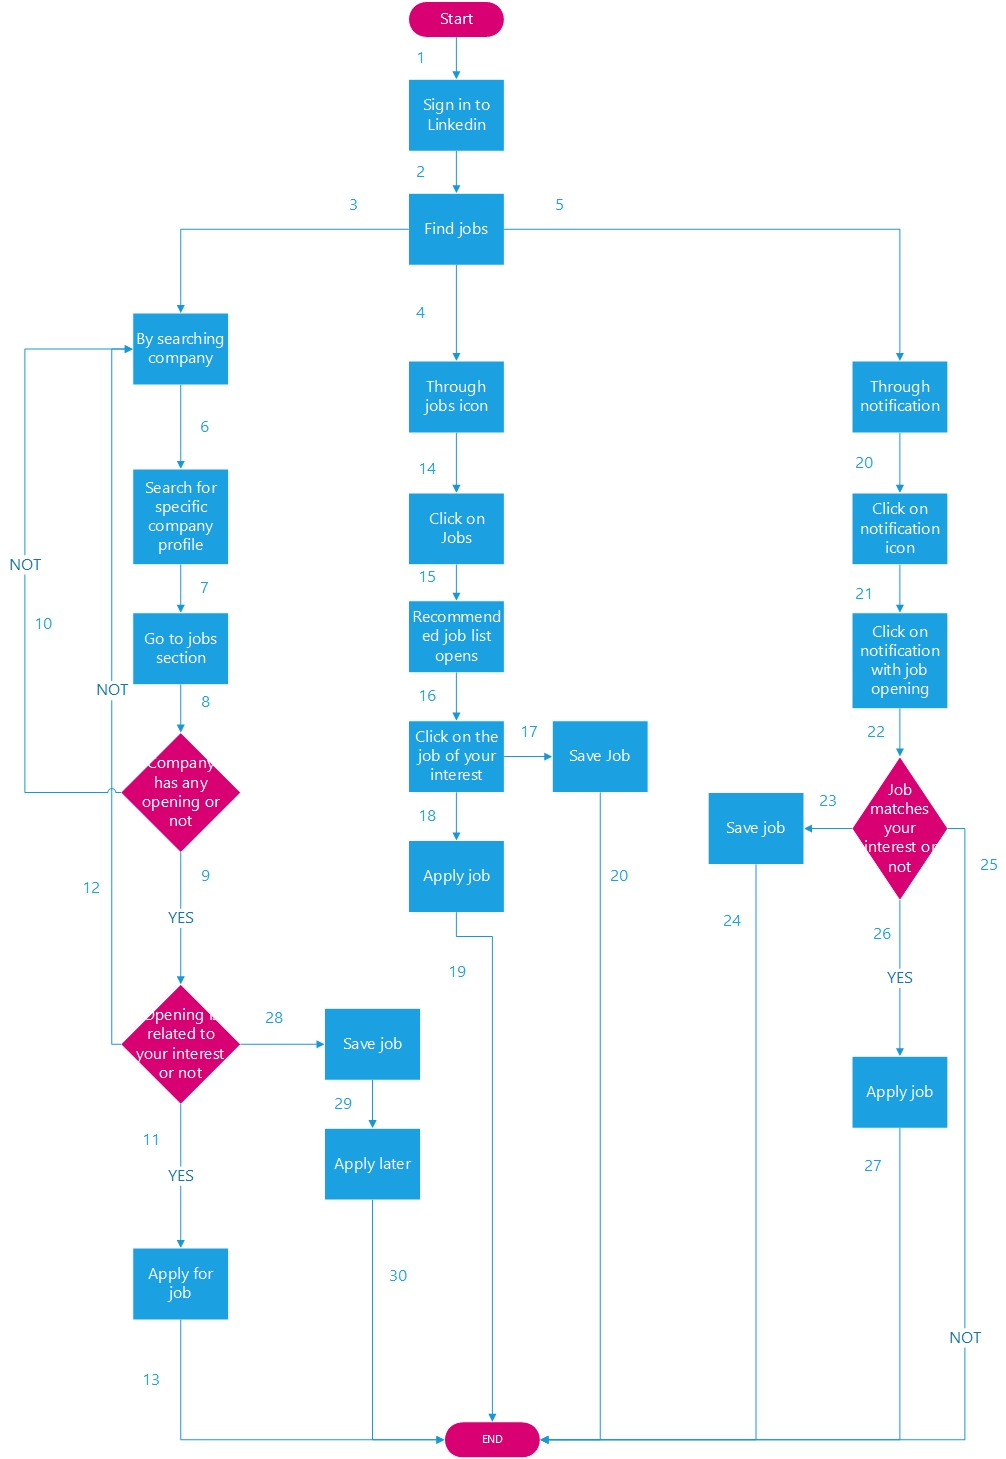 Start
1
Sign in to
Linkedin
2
3
5
Find jobs
4
By searching
company
Through
jobs icon
Through
notification
6
14
20
Search for
specific
company
profile
Click on
Jobs
Click on
notification
icon
NOT
15
7
21
10
Recommend
ed job list
opens
Go to jobs
section
Click on
notification
with job
opening
NOT
8
16
17
22
Company
has any
opening or
not
Click on the
job of your
interest
Save Job
18
23
Save job
Job
matches
your
interest or
not
9
12
Apply job
20
25
YES
24
26
19
YES
Opening
related to
your interest
or not
28
Save job
29
Apply job
11
Apply later
27
YES
30
Apply for
job
NOT
13
END